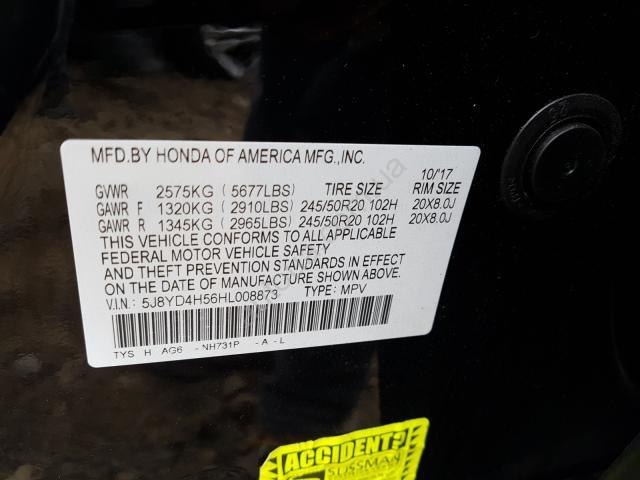 MFD.BY HONDA OF AMERICA MFG.,INC.
10/17
GVWR 2575KG ( 5677LBS) TIRE SIZE RIM SIZE
GAWR F 1320KG ( 2910LBS) 245/50R20 102H 20X8.0J
GAWR R 1345KG ( 2965LBS) 245/50R20 102H 20X8.0J
THIS VEHICLE CONFORMS TO ALL APPLICABLE
FEDERAL MOTOR VEHICLE SAFETY
AND THEFT PREVENTION STANDARDS IN EFFECT
ON THE DATE OF MANUFACTURE SHOWN ABOVE.
V.I.N: 5J8YD4H56HL008873 TYPE: MPV
TYS H AG6 -NH731P -A-L
ACCIDENT?
SUSSMAN